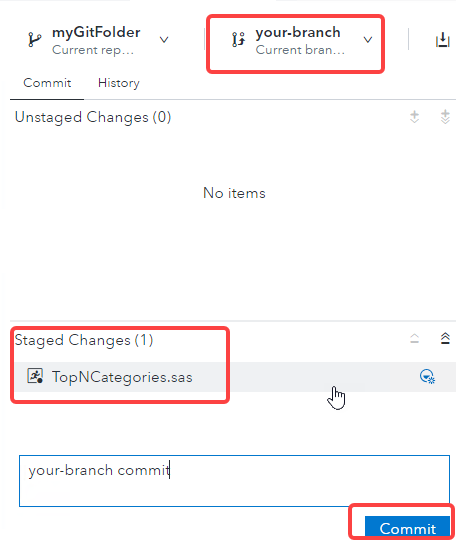 myGitFolder
Current rep...
your-branch
Current bran...
Commit
History
Unstaged Changes (0)
No items
Staged Changes (1)
TopNCategories.sas
your-branch commit
Commit